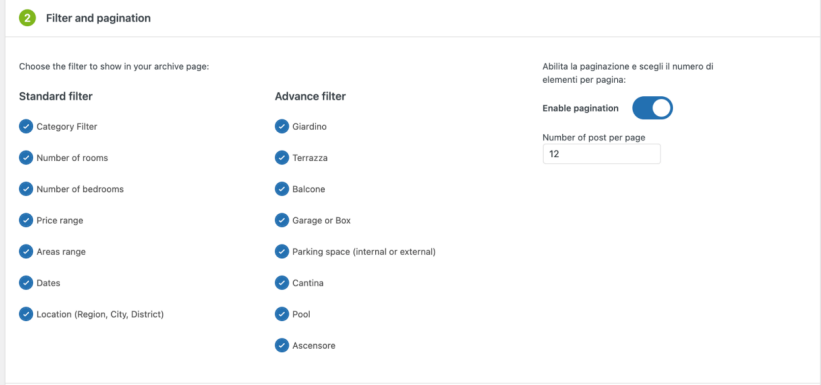 2 Filter and pagination
Choose the filter to show in your archive page:
Standard filter
Category Filter
Number of rooms
Number of bedrooms
Price range
Areas range
Dates
Location (Region, City, District)
Advance filter
Giardino
Terrazza
Balcone
Garage or Box
Parking space (internal or external)
Cantina
Pool
Ascensore
Abilita la paginazione e scegli il numero di
elementi per pagina:
Enable pagination
Number of post per page
12